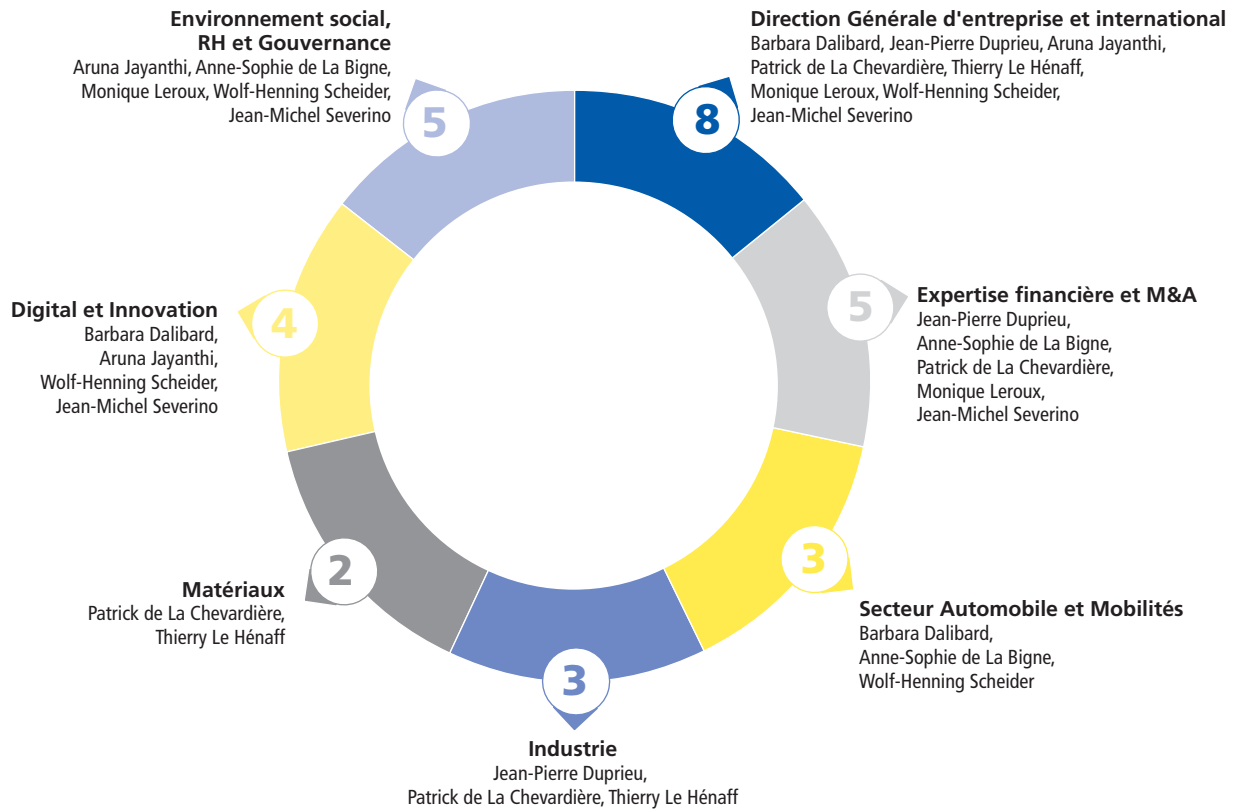 Environnement social,
RH et Gouvernance
Aruna Jayanthi, Anne-Sophie de La Bigne,
Monique Leroux, Wolf-Henning Scheider,
Jean-Michel Severino
5
Direction Générale d'entreprise et international
Barbara Dalibard, Jean-Pierre Duprieu, Aruna Jayanthi,
Patrick de La Chevardière, Thierry Le Hénaff,
Monique Leroux, Wolf-Henning Scheider,
Jean-Michel Severino
8
Expertise financière et M&A
Jean-Pierre Duprieu,
Anne-Sophie de La Bigne,
Patrick de La Chevardière,
Monique Leroux,
Jean-Michel Severino
5
Secteur Automobile et Mobilités
Barbara Dalibard,
Anne-Sophie de La Bigne,
Wolf-Henning Scheider
3
Industrie
Jean-Pierre Duprieu,
Patrick de La Chevardière, Thierry Le Hénaff
3
Matériaux
Patrick de La Chevardière,
Thierry Le Hénaff
2
Digital et Innovation
Barbara Dalibard,
Aruna Jayanthi,
Wolf-Henning Scheider,
Jean-Michel Severino
4